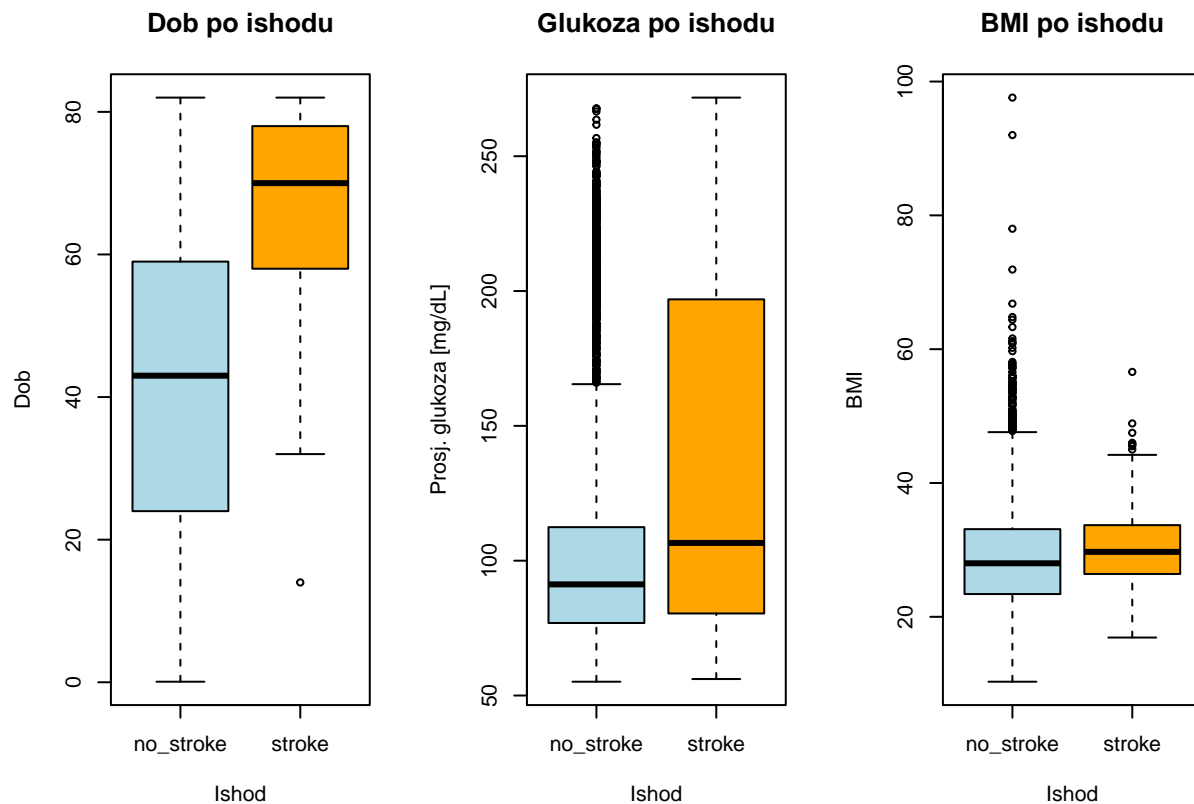 Dob po ishodu
Dob
80
60
40
20
0
no_stroke stroke
Ishod
Glukoza po ishodu
Prosj. glukoza [mg/dL]
250
200
150
100
50
no_stroke stroke
Ishod
BMI po ishodu
BMI
100
80
60
40
20
no_stroke stroke
Ishod